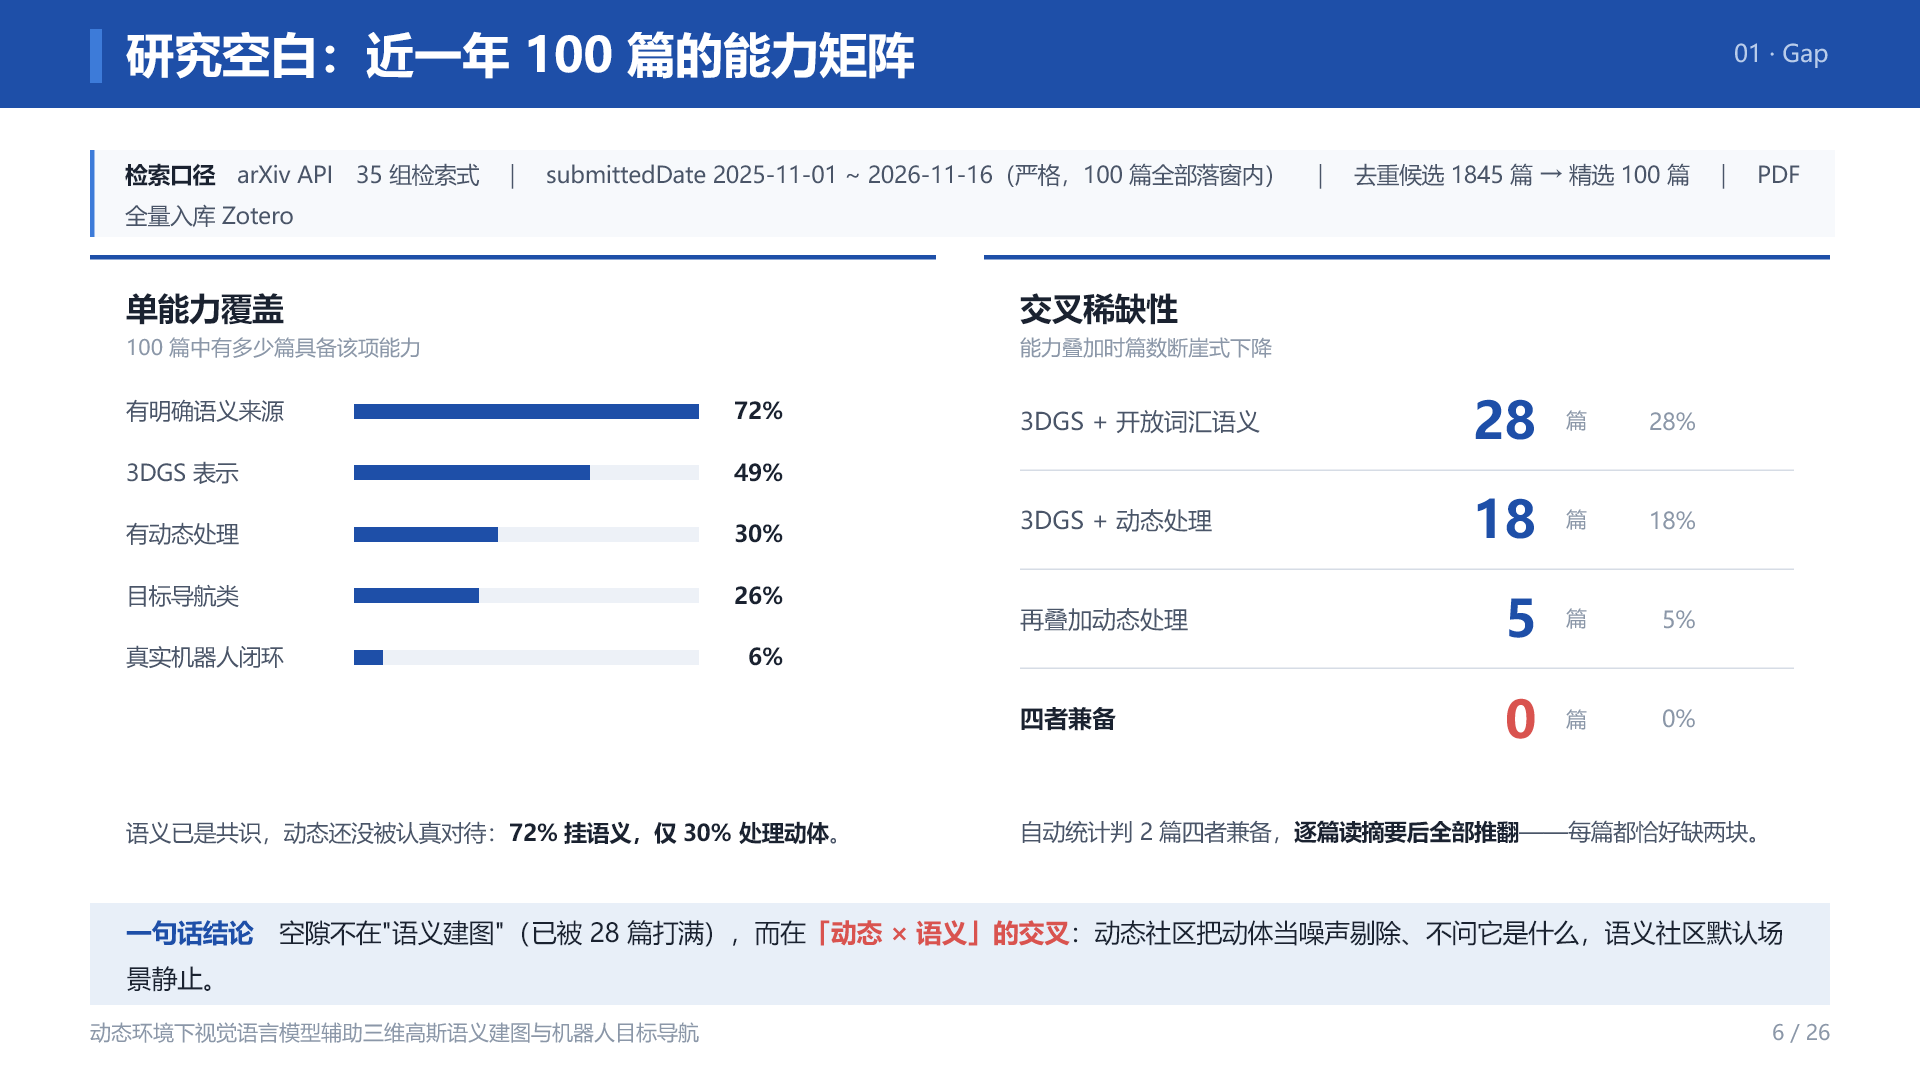 研究空白：近一年 100 篇的能力矩阵
01 · Gap
检索口径 arXiv API 35 组检索式 ｜ submittedDate 2025-11-01 ~ 2026-11-16（严格，100 篇全部落窗内） ｜ 去重候选 1845 篇 → 精选 100 篇 ｜ PDF
全量入库 Zotero
单能力覆盖
100 篇中有多少篇具备该项能力
有明确语义来源 72%
3DGS 表示 49%
有动态处理 30%
目标导航类 26%
真实机器人闭环 6%
语义已是共识，动态还没被认真对待：72% 挂语义，仅 30% 处理动体。
交叉稀缺性
能力叠加时篇数断崖式下降
3DGS + 开放词汇语义 28 篇 28%
3DGS + 动态处理 18 篇 18%
再叠加动态处理 5 篇 5%
四者兼备 0 篇 0%
自动统计判 2 篇四者兼备，逐篇读摘要后全部推翻——每篇都恰好缺两块。
一句话结论 空隙不在"语义建图"（已被 28 篇打满），而在「动态 × 语义」的交叉：动态社区把动体当噪声剔除、不问它是什么，语义社区默认场
景静止。
动态环境下视觉语言模型辅助三维高斯语义建图与机器人目标导航
6 / 26